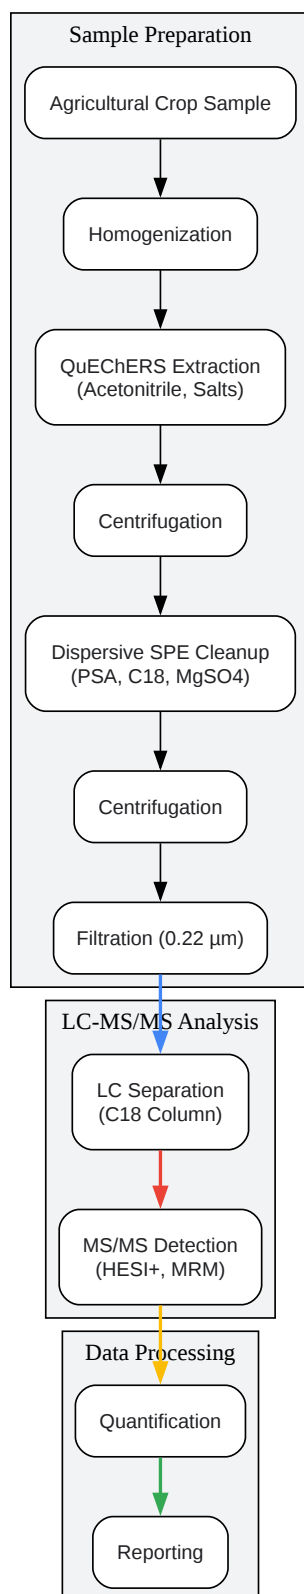 Sample Preparation
Agricultural Crop Sample
Homogenization
QuEChERS Extraction
(Acetonitrile, Salts)
Centrifugation
Dispersive SPE Cleanup
(PSA, C18, MgSO4)
Centrifugation
Filtration (0.22 µm)
LC-MS/MS Analysis
LC Separation
(C18 Column)
MS/MS Detection
(HESI+, MRM)
Data Processing
Quantification
Reporting